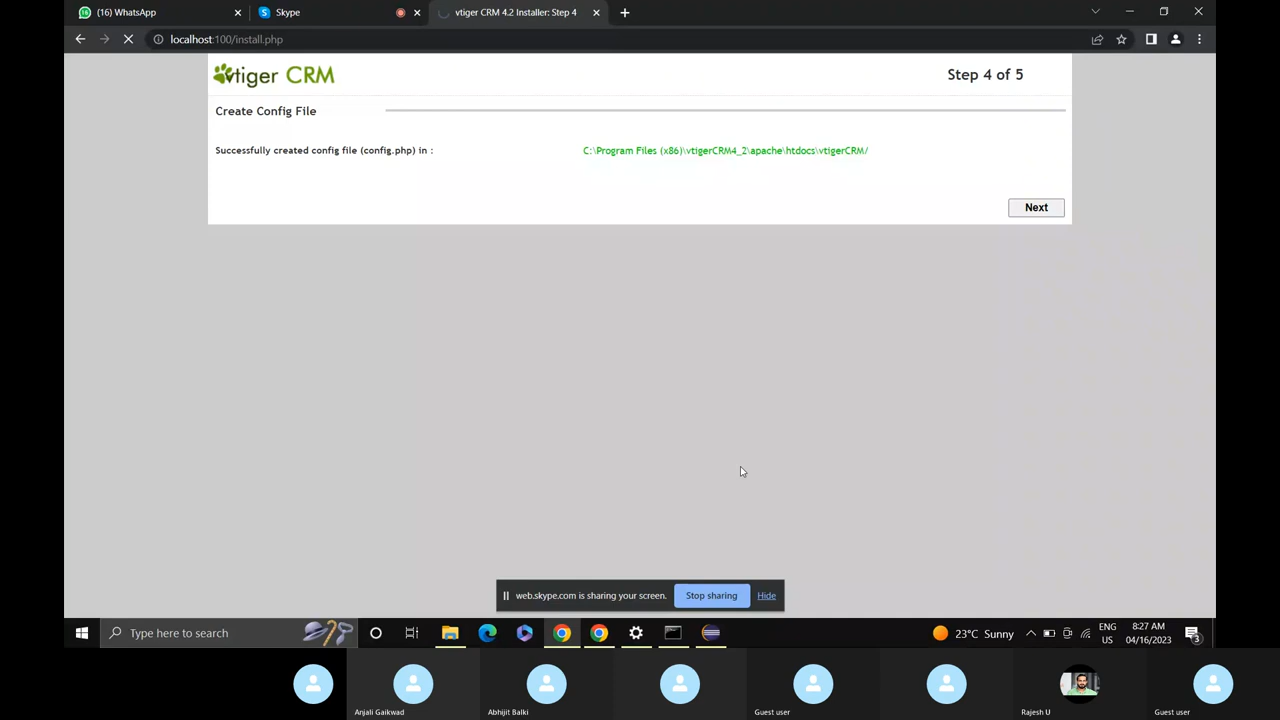 (16) WhatsApp
Skype
vtiger CRM 4.2 Installer: Step 4
localhost:100/install.php
vtiger CRM
Step 4 of 5
Create Config File
Successfully created config file (config.php) in :
C:\Program Files (x86)\vtigerCRM4_2\apache\htdocs\vtigerCRM/
Next
web.skype.com is sharing your screen.
Stop sharing
Hide
Type here to search
23°C Sunny
ENG
US
8:27 AM
04/16/2023
3
Anjali Gaikwad
Abhijit Balki
Guest user
Rajesh U
Guest user